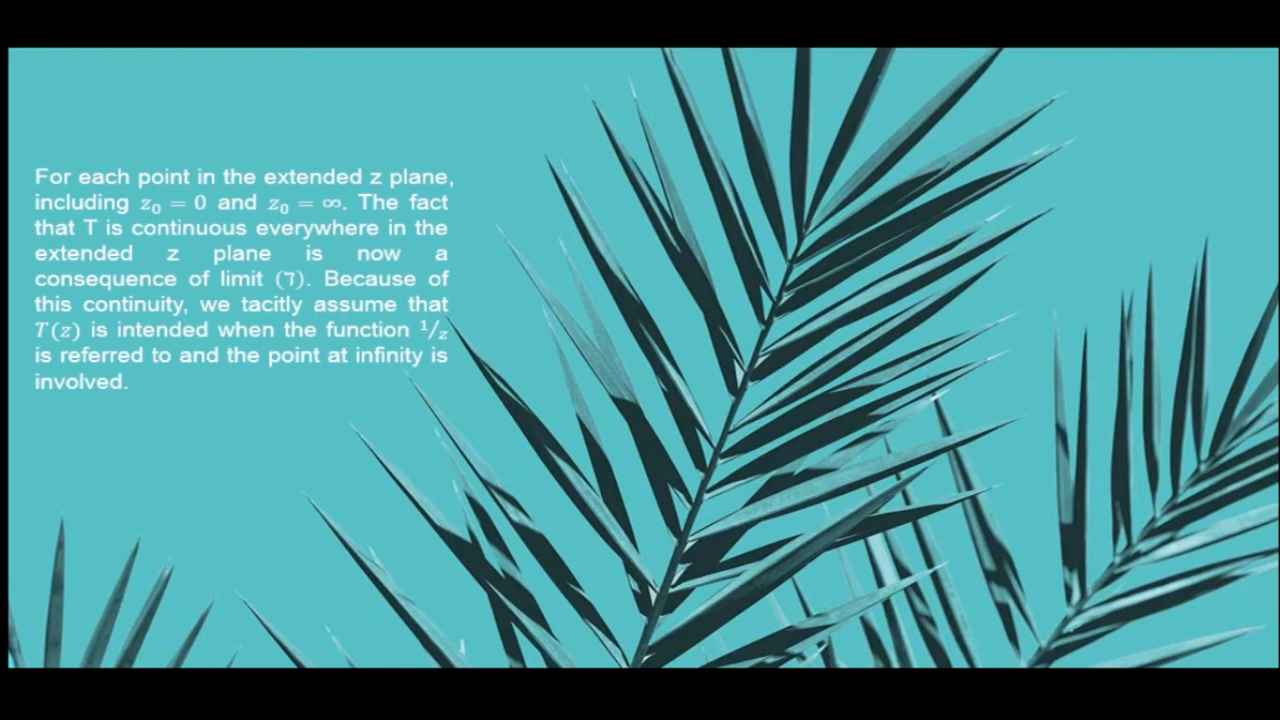 For each point in the extended z plane,
including z₀ = 0 and z₀ = ∞. The fact
that T is continuous everywhere in the
extended z plane is now a
consequence of limit (ד). Because of
this continuity, we tacitly assume that
T(z) is intended when the function ¹/z
is referred to and the point at infinity is
involved.